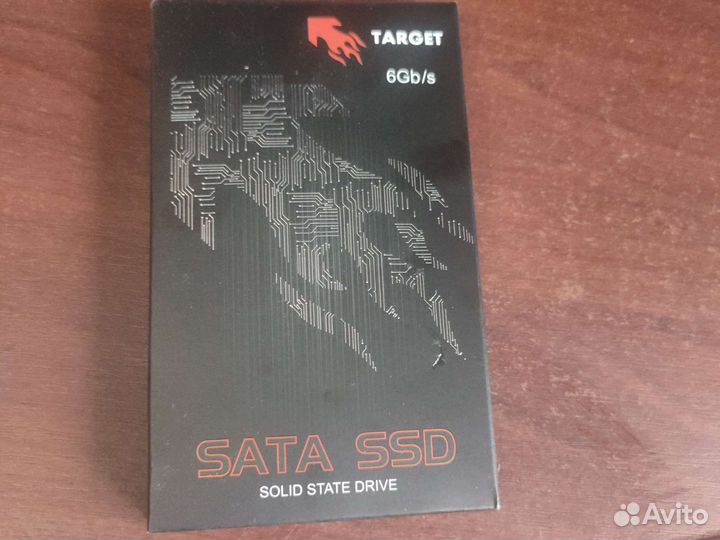 TARGET
6Gb/s
SATA SSD
SOLID STATE DRIVE
Avito